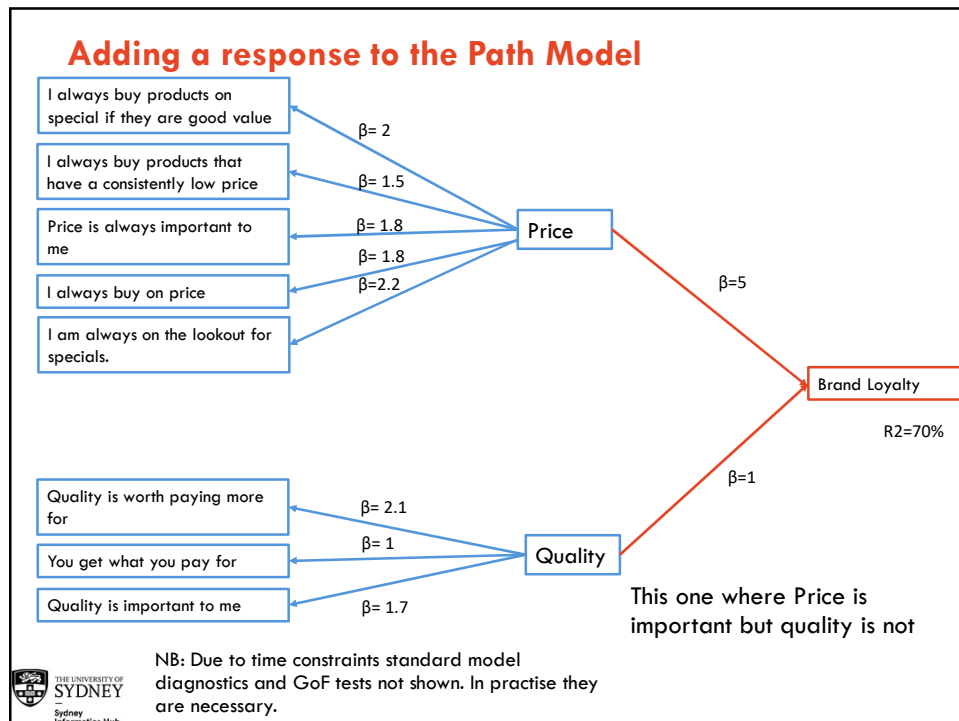 Adding a response to the Path Model
I always buy products on
special if they are good value
β= 2
I always buy products that
have a consistently low price
β= 1.5
Price is always important to
me
β= 1.8
Price
β= 1.8
I always buy on price
β=2.2
β=5
I am always on the lookout for
specials.
Brand Loyalty
R2=70%
β=1
Quality is worth paying more
for
β= 2.1
β= 1
You get what you pay for
Quality
Quality is important to me
β= 1.7
This one where Price is
important but quality is not
NB: Due to time constraints standard model
diagnostics and GoF tests not shown. In practise they
are necessary.
THE UNIVERSITY OF
SYDNEY
Sydney
Informatics Hub